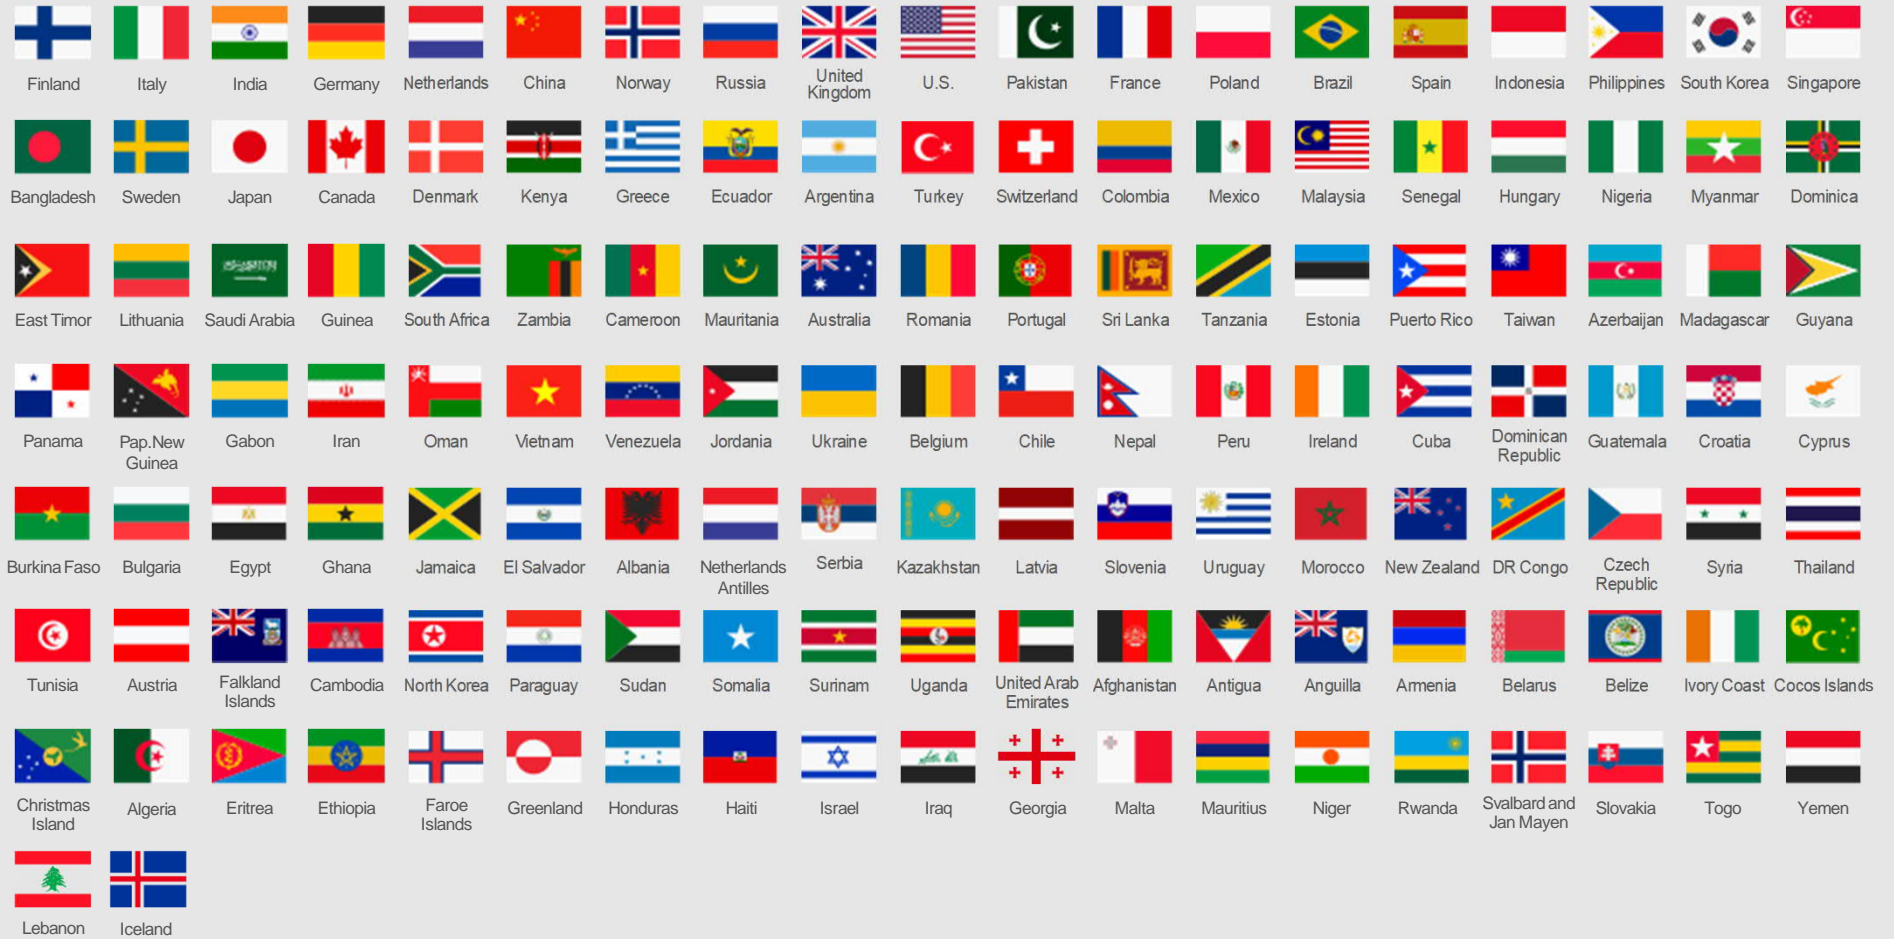 Finland Italy India Germany Netherlands China Norway Russia United Kingdom U.S. Pakistan France Poland Brazil Spain Indonesia Philippines South Korea Singapore
Bangladesh Sweden Japan Canada Denmark Kenya Greece Ecuador Argentina Turkey Switzerland Colombia Mexico Malaysia Senegal Hungary Nigeria Myanmar Dominica
East Timor Lithuania Saudi Arabia Guinea South Africa Zambia Cameroon Mauritania Australia Romania Portugal Sri Lanka Tanzania Estonia Puerto Rico Taiwan Azerbaijan Madagascar Guyana
Panama Pap.New Guinea Gabon Iran Oman Vietnam Venezuela Jordania Ukraine Belgium Chile Nepal Peru Ireland Cuba Dominican Republic Guatemala Croatia Cyprus
Burkina Faso Bulgaria Egypt Ghana Jamaica El Salvador Albania Netherlands Antilles Serbia Kazakhstan Latvia Slovenia Uruguay Morocco New Zealand DR Congo Czech Republic Syria Thailand
Tunisia Austria Falkland Islands Cambodia North Korea Paraguay Sudan Somalia Surinam Uganda United Arab Emirates Afghanistan Antigua Anguilla Armenia Belarus Belize Ivory Coast Cocos Islands
Christmas Island Algeria Eritrea Ethiopia Faroe Islands Greenland Honduras Haiti Israel Iraq Georgia Malta Mauritius Niger Rwanda Svalbard and Jan Mayen Slovakia Togo Yemen
Lebanon Iceland